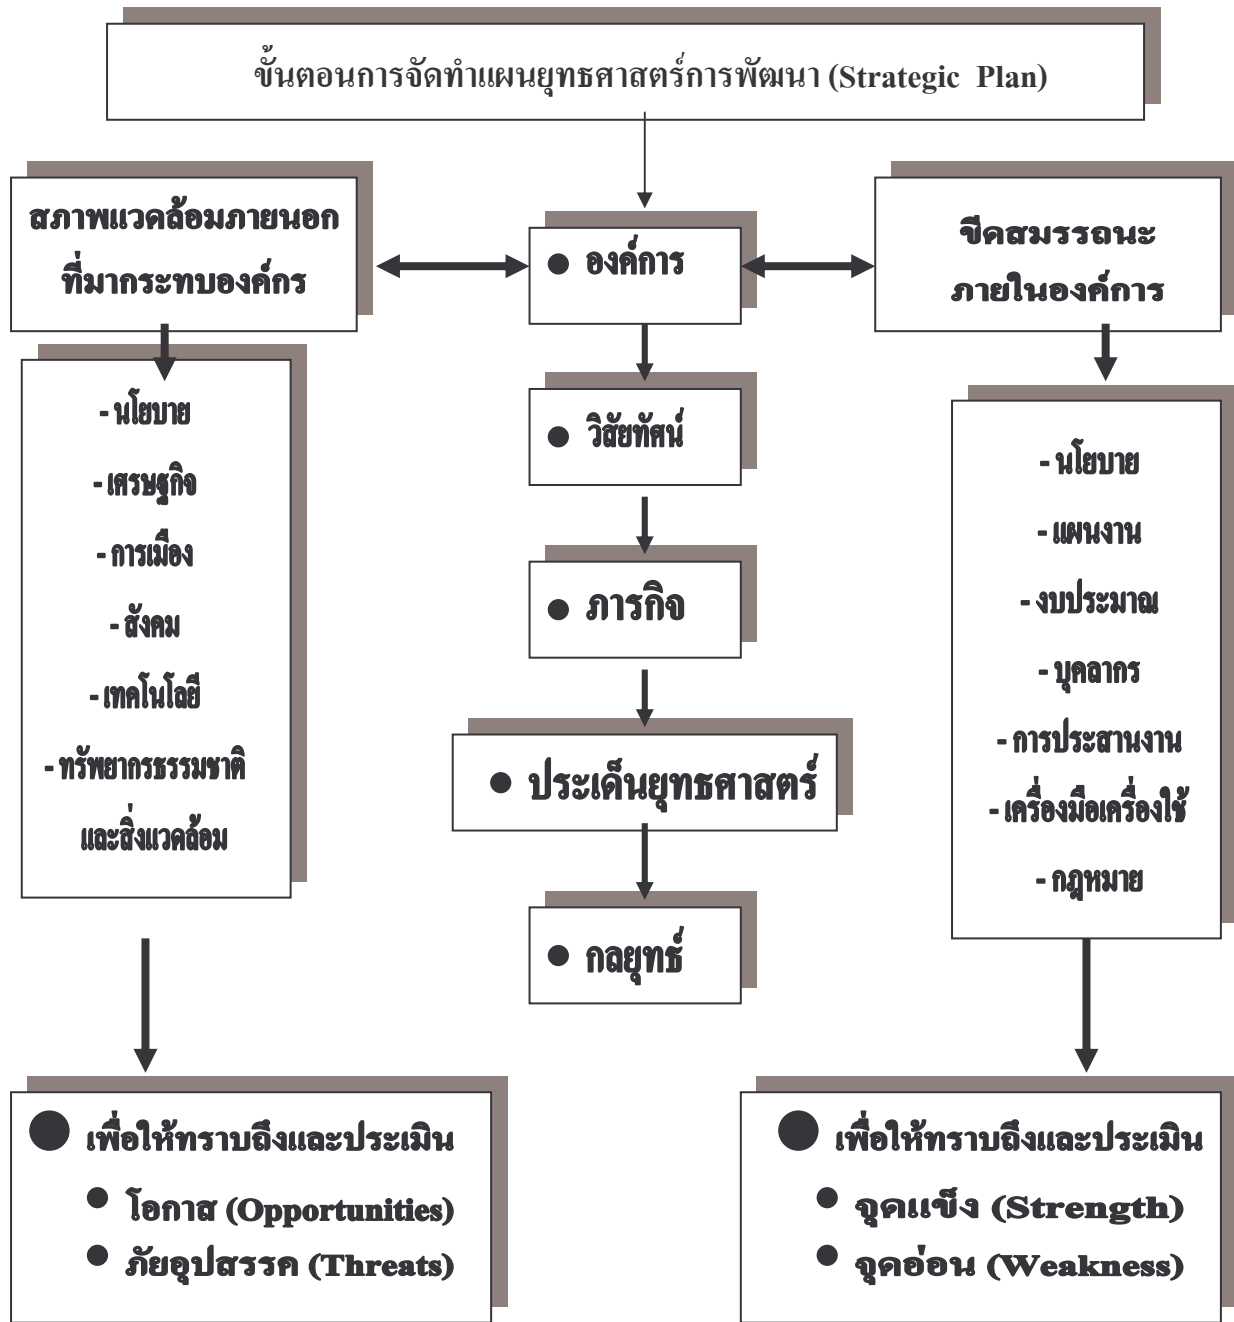 ขั้นตอนการจัดทำแผนยุทธศาสตร์การพัฒนา (Strategic Plan)
สภาพแวดล้อมภายนอก
ที่มากระทบองค์กร
● องค์การ
ขีดสมรรถนะ
ภายในองค์การ
- นโยบาย
- เศรษฐกิจ
- การเมือง
- สังคม
- เทคโนโลยี
- ทรัพยากรธรรมชาติ
และสิ่งแวดล้อม
● วิสัยทัศน์
● ภารกิจ
● ประเด็นยุทธศาสตร์
● กลยุทธ์
- นโยบาย
- แผนงาน
- งบประมาณ
- บุคลากร
- การประสานงาน
- เครื่องมือเครื่องใช้
- กฎหมาย
● เพื่อให้ทราบถึงและประเมิน
● โอกาส (Opportunities)
● ภัยอุปสรรค (Threats)
● เพื่อให้ทราบถึงและประเมิน
● จุดแข็ง (Strength)
● จุดอ่อน (Weakness)